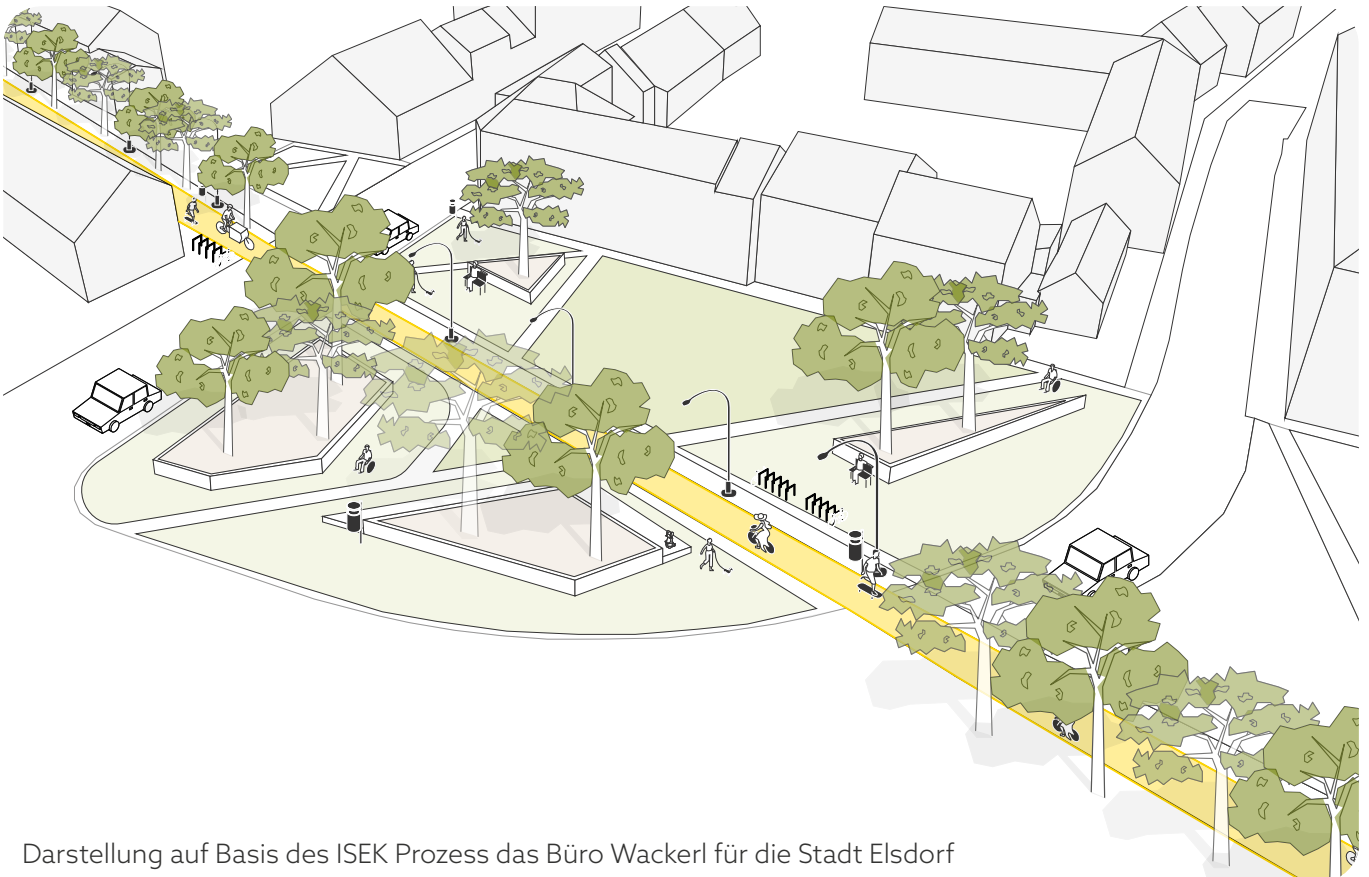 Darstellung auf Basis des ISEK Prozess das Büro Wackerl für die Stadt Elsdorf